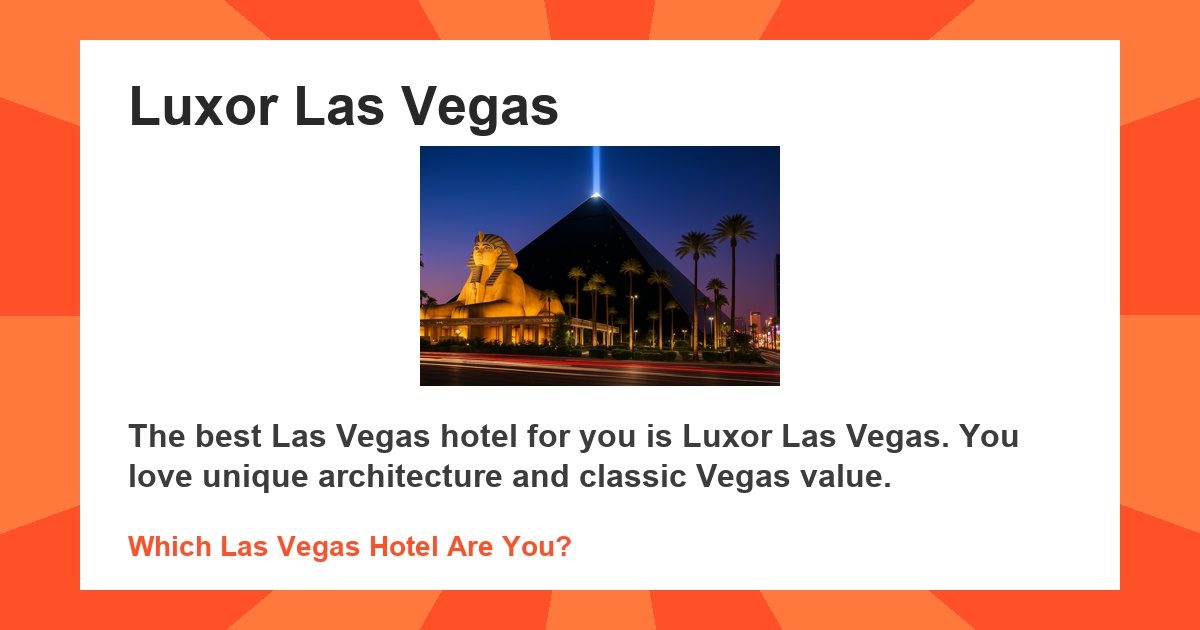 Luxor Las Vegas
The best Las Vegas hotel for you is Luxor Las Vegas. You
love unique architecture and classic Vegas value.
Which Las Vegas Hotel Are You?